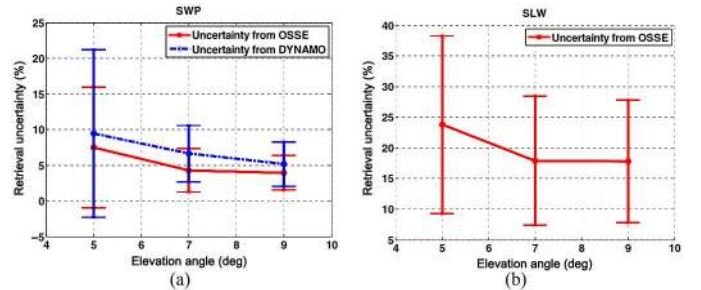 SWP
Retrieval uncertainty (%)
25
20
15
10
5
0
−5
Uncertainty from OSSE
Uncertainty from DYNAMO
4 5 6 7 8 9 10
Elevation angle (deg)
(a)
SLW
Retrieval uncertainty (%)
40
35
30
25
20
15
10
5
Uncertainty from OSSE
4 5 6 7 8 9 10
Elevation angle (deg)
(b)